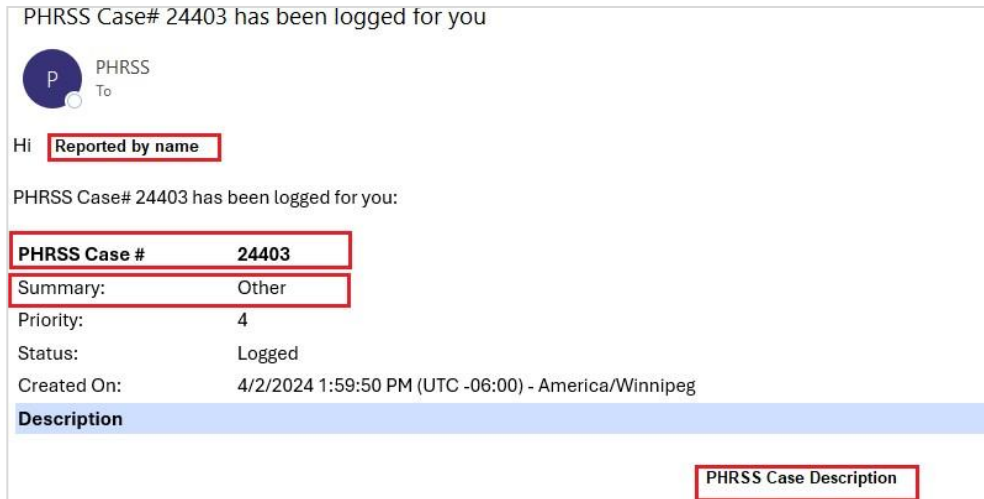 PHRSS Case# 24403 has been logged for you
P
PHRSS
To
Hi Reported by name
PHRSS Case# 24403 has been logged for you:
PHRSS Case # 24403
Summary: Other
Priority: 4
Status: Logged
Created On: 4/2/2024 1:59:50 PM (UTC -06:00) - America/Winnipeg
Description
PHRSS Case Description